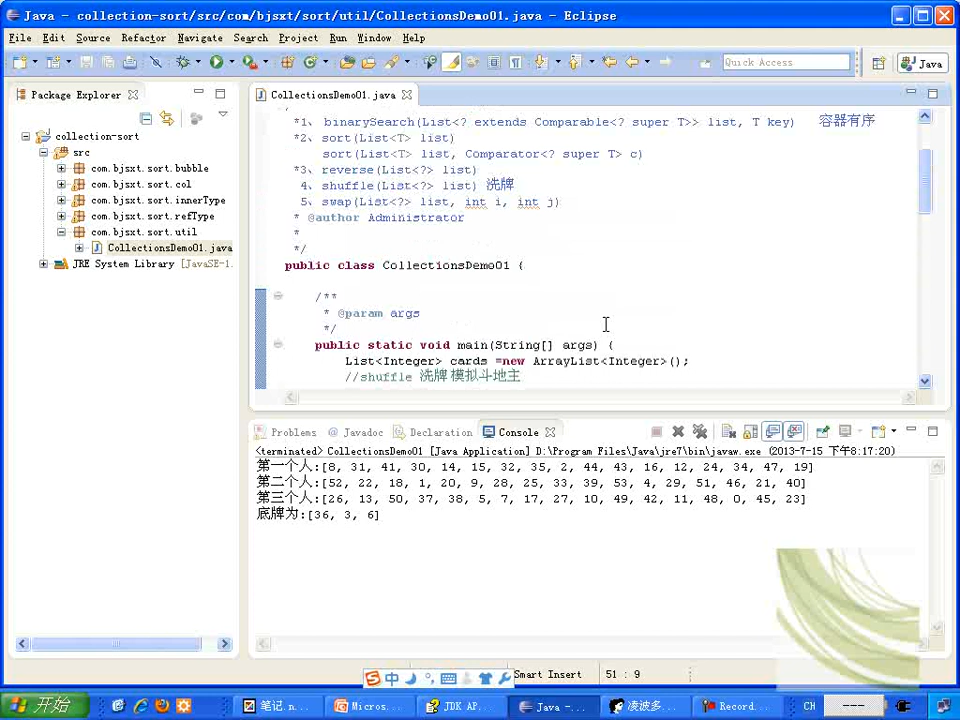 Java - collection-sort/src/com/bjsxt/sort/util/CollectionsDemo01.java - Eclipse
File Edit Source Refactor Navigate Search Project Run Window Help
Quick Access
Java
Package Explorer
collection-sort
src
com.bjsxt.sort.bubble
com.bjsxt.sort.col
com.bjsxt.sort.innerType
com.bjsxt.sort.refType
com.bjsxt.sort.util
CollectionsDemo01.java
JRE System Library [JavaSE-1.
CollectionsDemo01.java
*1、binarySearch(List<? extends Comparable<? super T>> list, T key) 容器有序
*2、sort(List<T> list)
sort(List<T> list, Comparator<? super T> c)
*3、reverse(List<?> list)
4、shuffle(List<?> list) 洗牌
5、swap(List<?> list, int i, int j)
* @author Administrator
*
*/
public class CollectionsDemo01 {
/**
* @param args
*/
public static void main(String[] args) {
List<Integer> cards =new ArrayList<Integer>();
//shuffle 洗牌 模拟斗地主
Problems @ Javadoc Declaration Console
<terminated> CollectionsDemo01 [Java Application] D:\Program Files\Java\jre7\bin\javaw.exe (2013-7-15 下午8:17:20)
第一个人:[8, 31, 41, 30, 14, 15, 32, 35, 2, 44, 43, 16, 12, 24, 34, 47, 19]
第二个人:[52, 22, 18, 1, 20, 9, 28, 25, 33, 39, 53, 4, 29, 51, 46, 21, 40]
第三个人:[26, 13, 50, 37, 38, 5, 7, 17, 27, 10, 49, 42, 11, 48, 0, 45, 23]
底牌为:[36, 3, 6]
中
Smart Insert 51 : 9
开始 笔记.n... Micros... JDK AP... Java -... 凌波多... Record... CH ---